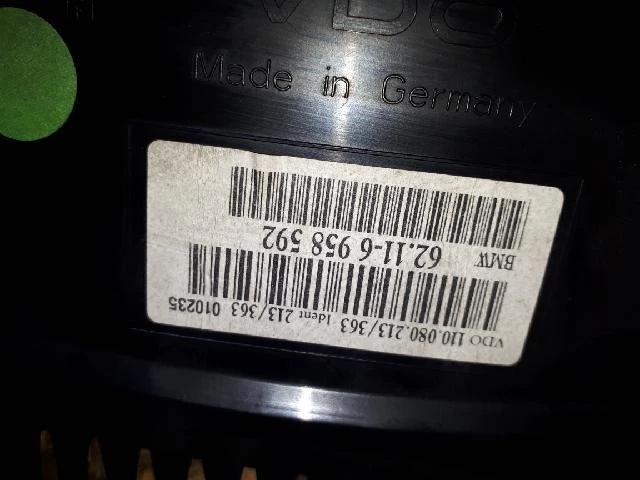 VDO
Made in Germany
VDO 110.080.213/363 Ident 213/363 010235
BMW 62.11-6 958 592